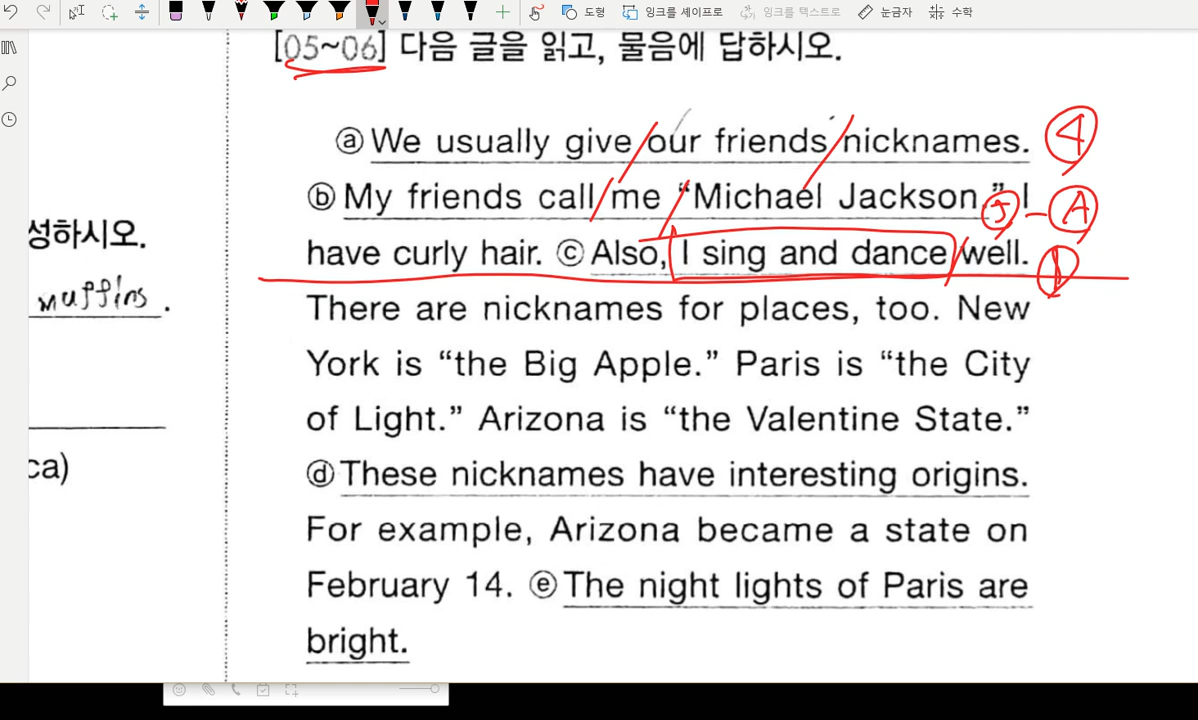 도형 잉크를 셰이프로 잉크를 텍스트로 눈금자 수학
[05~06] 다음 글을 읽고, 물음에 답하시오.
ⓐ We usually give our friends nicknames. ④
ⓑ My friends call me “Michael Jackson.” I
성하시오.
have curly hair. ⓒ Also, I sing and dance well.
muffins.
There are nicknames for places, too. New
York is “the Big Apple.” Paris is “the City
of Light.” Arizona is “the Valentine State.”
ca)
ⓓ These nicknames have interesting origins.
For example, Arizona became a state on
February 14. ⓔ The night lights of Paris are
bright.